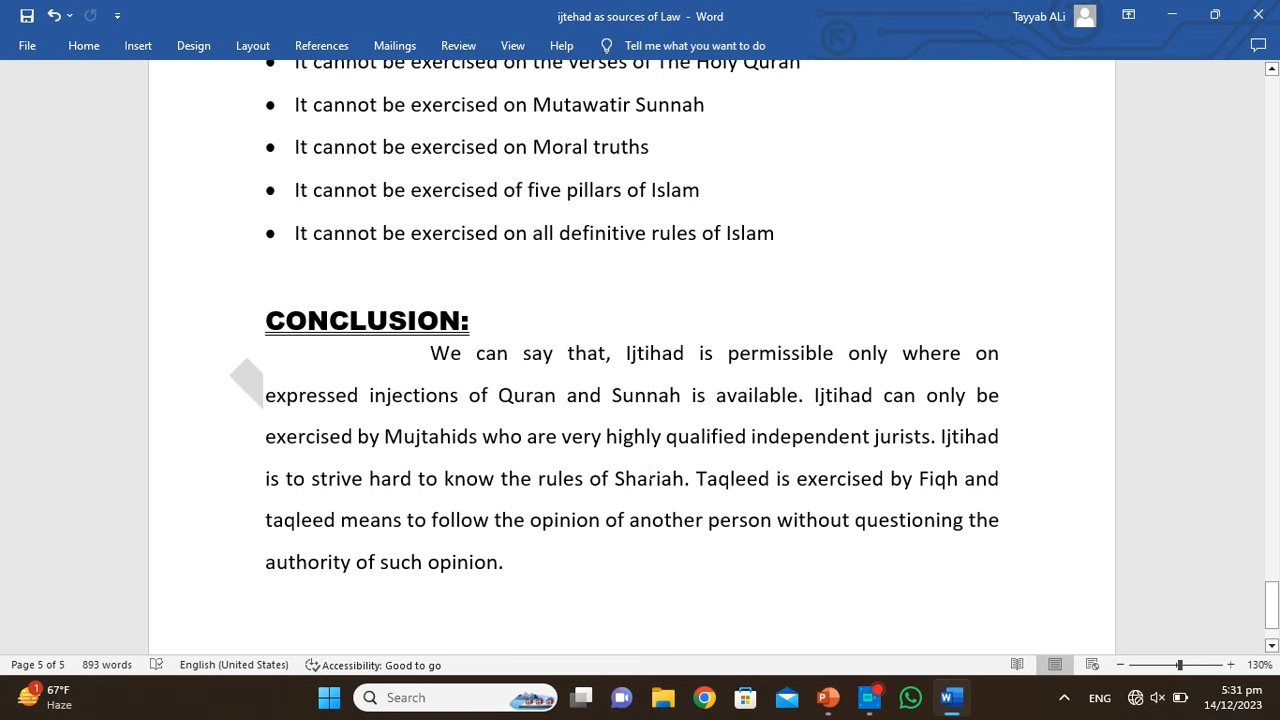 ijtehad as sources of Law - Word
Tayyab ALi
File Home Insert Design Layout References Mailings Review View Help Tell me what you want to do
• It cannot be exercised on the verses of The Holy Quran
• It cannot be exercised on Mutawatir Sunnah
• It cannot be exercised on Moral truths
• It cannot be exercised of five pillars of Islam
• It cannot be exercised on all definitive rules of Islam
CONCLUSION:
We can say that, Ijtihad is permissible only where on
expressed injections of Quran and Sunnah is available. Ijtihad can only be
exercised by Mujtahids who are very highly qualified independent jurists. Ijtihad
is to strive hard to know the rules of Shariah. Taqleed is exercised by Fiqh and
taqleed means to follow the opinion of another person without questioning the
authority of such opinion.
Page 5 of 5 893 words English (United States) Accessibility: Good to go 130%
1 67°F
Haze
Search
ENG
5:31 pm
14/12/2023